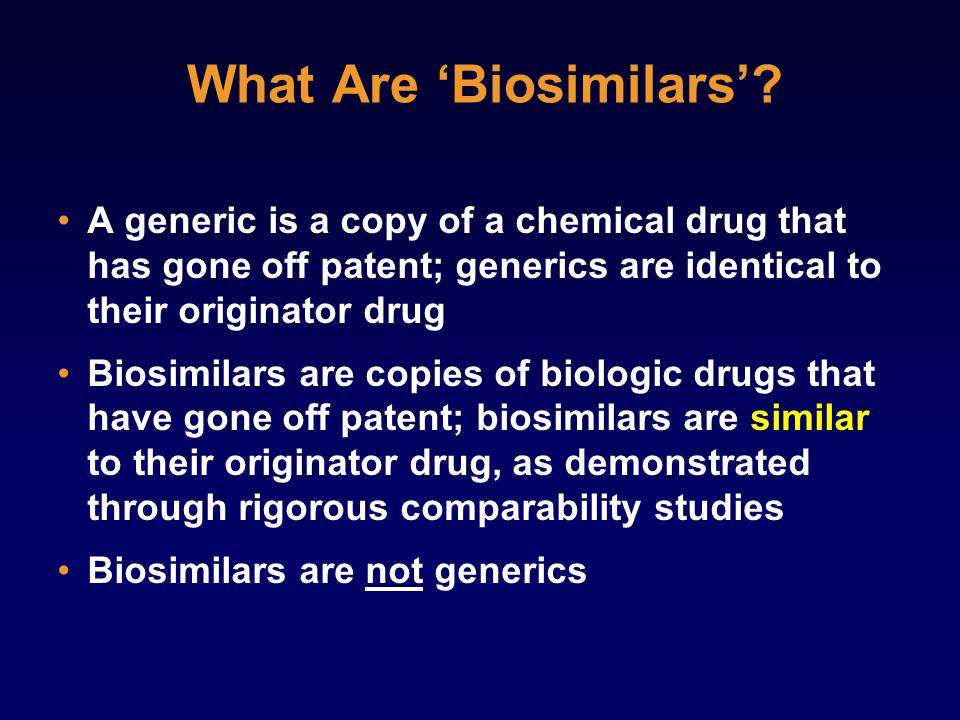 What Are ‘Biosimilars’?
• A generic is a copy of a chemical drug that
has gone off patent; generics are identical to
their originator drug
• Biosimilars are copies of biologic drugs that
have gone off patent; biosimilars are similar
to their originator drug, as demonstrated
through rigorous comparability studies
• Biosimilars are not generics